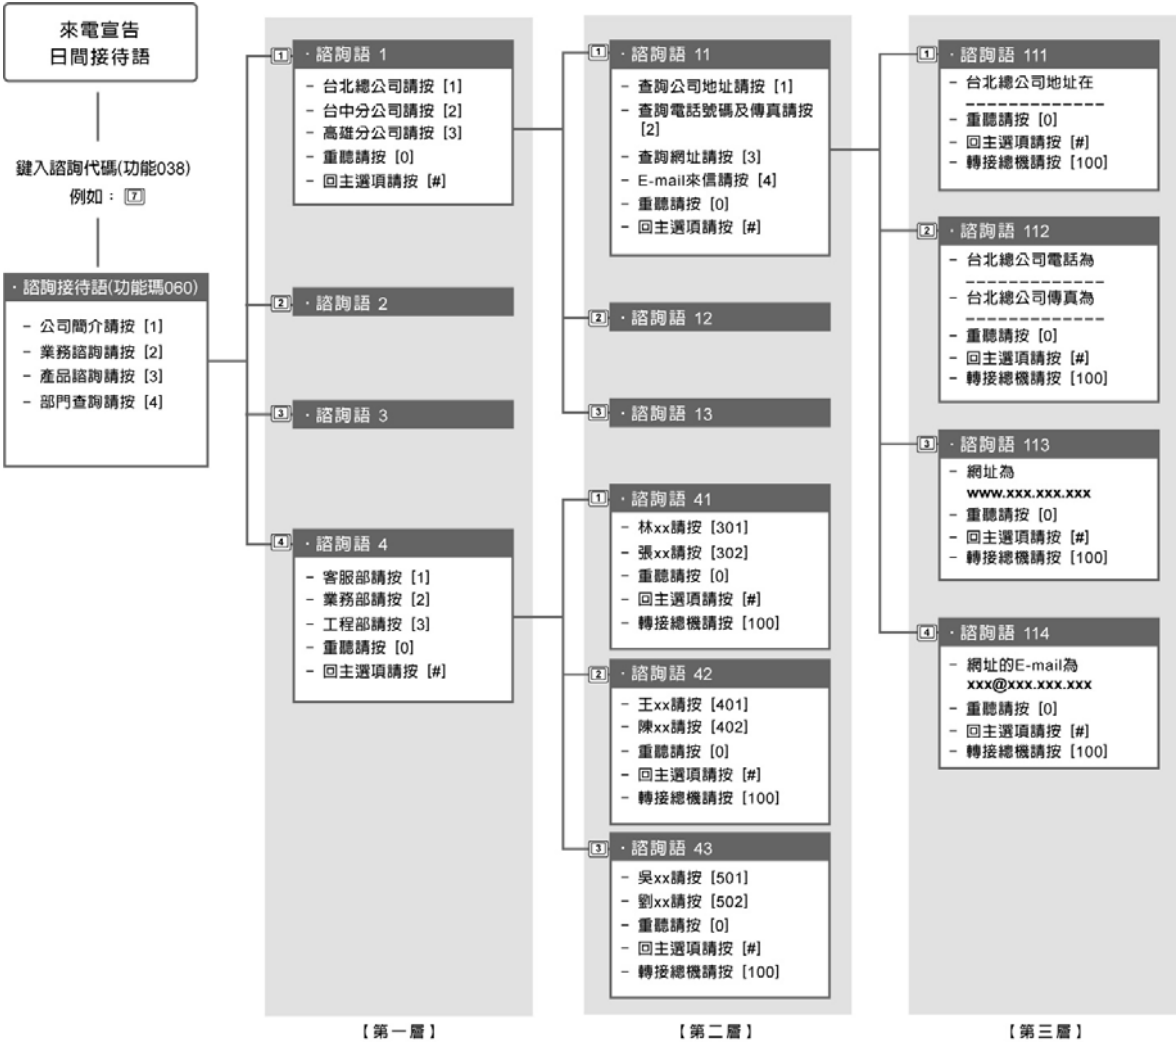 來電宣告
日間接待語
鍵入諮詢代碼(功能038)
例如：7
·諮詢接待語(功能瑪060)
- 公司簡介請按 [1]
- 業務諮詢請按 [2]
- 產品諮詢請按 [3]
- 部門查詢請按 [4]
1
·諮詢語 1
- 台北總公司請按 [1]
- 台中分公司請按 [2]
- 高雄分公司請按 [3]
- 重聽請按 [0]
- 回主選項請按 [#]
2
·諮詢語 2
3
·諮詢語 3
4
·諮詢語 4
- 客服部請按 [1]
- 業務部請按 [2]
- 工程部請按 [3]
- 重聽請按 [0]
- 回主選項請按 [#]
【第一層】
1
·諮詢語 11
- 查詢公司地址請按 [1]
- 查詢電話號碼及傳真請按
[2]
- 查詢網址請按 [3]
- E-mail來信請按 [4]
- 重聽請按 [0]
- 回主選項請按 [#]
2
·諮詢語 12
3
·諮詢語 13
1
·諮詢語 41
- 林xx請按 [301]
- 張xx請按 [302]
- 重聽請按 [0]
- 回主選項請按 [#]
- 轉接總機請按 [100]
2
·諮詢語 42
- 王xx請按 [401]
- 陳xx請按 [402]
- 重聽請按 [0]
- 回主選項請按 [#]
- 轉接總機請按 [100]
3
·諮詢語 43
- 吳xx請按 [501]
- 劉xx請按 [502]
- 重聽請按 [0]
- 回主選項請按 [#]
- 轉接總機請按 [100]
【第二層】
1
·諮詢語 111
- 台北總公司地址在
_____________
- 重聽請按 [0]
- 回主選項請按 [#]
- 轉接總機請按 [100]
2
·諮詢語 112
- 台北總公司電話為
_____________
- 台北總公司傳真為
_____________
- 重聽請按 [0]
- 回主選項請按 [#]
- 轉接總機請按 [100]
3
·諮詢語 113
- 網址為
www.xxx.xxx.xxx
- 重聽請按 [0]
- 回主選項請按 [#]
- 轉接總機請按 [100]
4
·諮詢語 114
- 網址的E-mail為
xxx@xxx.xxx.xxx
- 重聽請按 [0]
- 回主選項請按 [#]
- 轉接總機請按 [100]
【第三層】